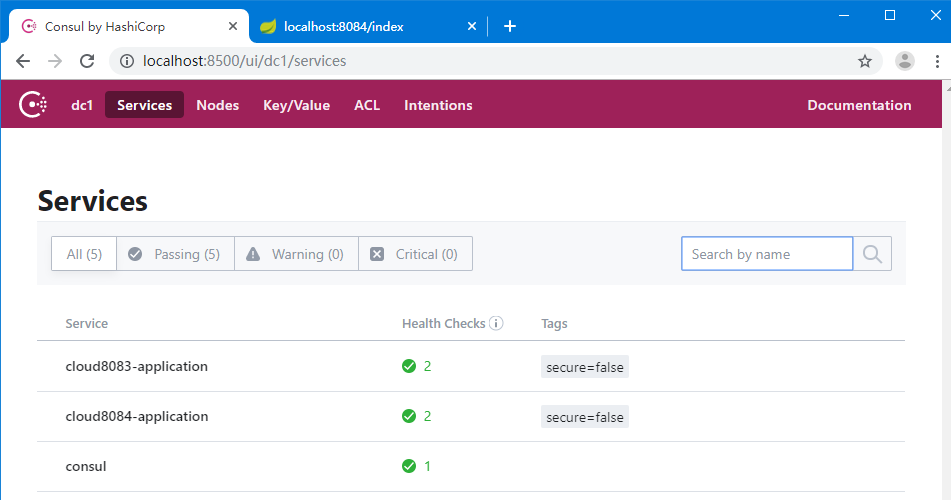 Consul by HashiCorp localhost:8084/index
localhost:8500/ui/dc1/services
dc1 Services Nodes Key/Value ACL Intentions Documentation
Services
All (5) Passing (5) Warning (0) Critical (0) Search by name
Service Health Checks Tags
cloud8083-application 2 secure=false
cloud8084-application 2 secure=false
consul 1